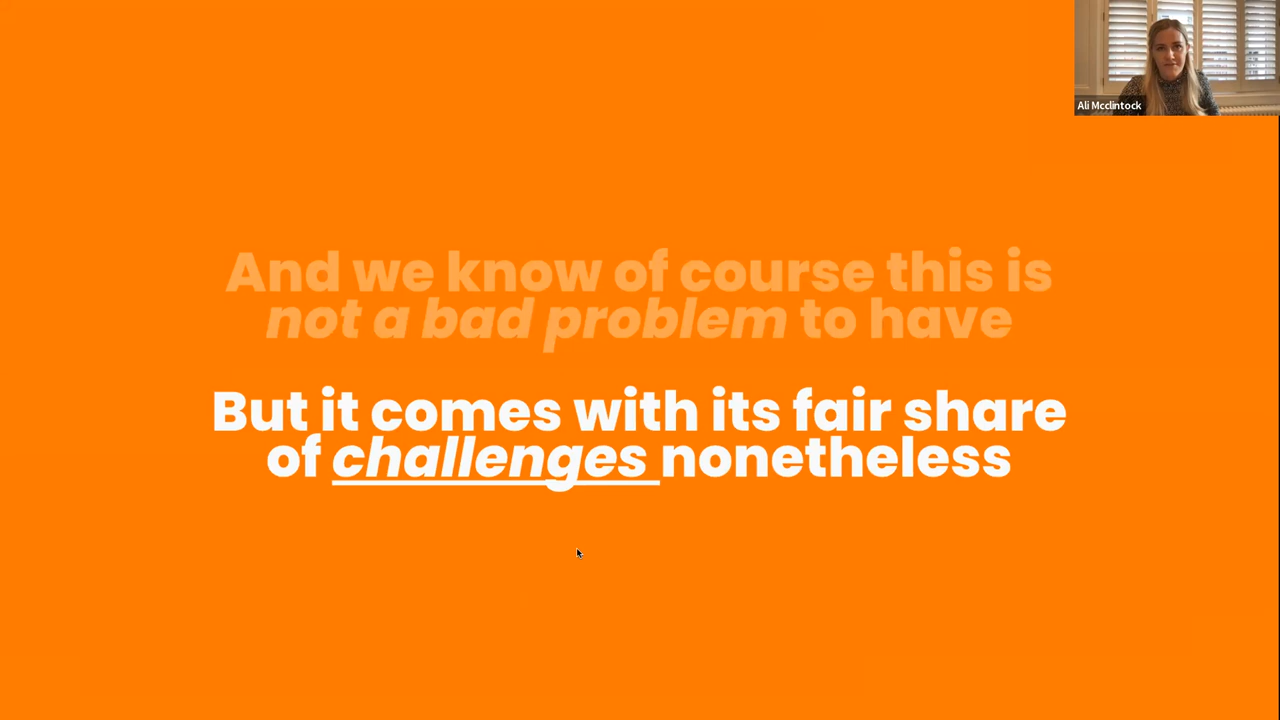 Ali Mcclintock
And we know of course this is
not a bad problem to have
But it comes with its fair share
of challenges nonetheless